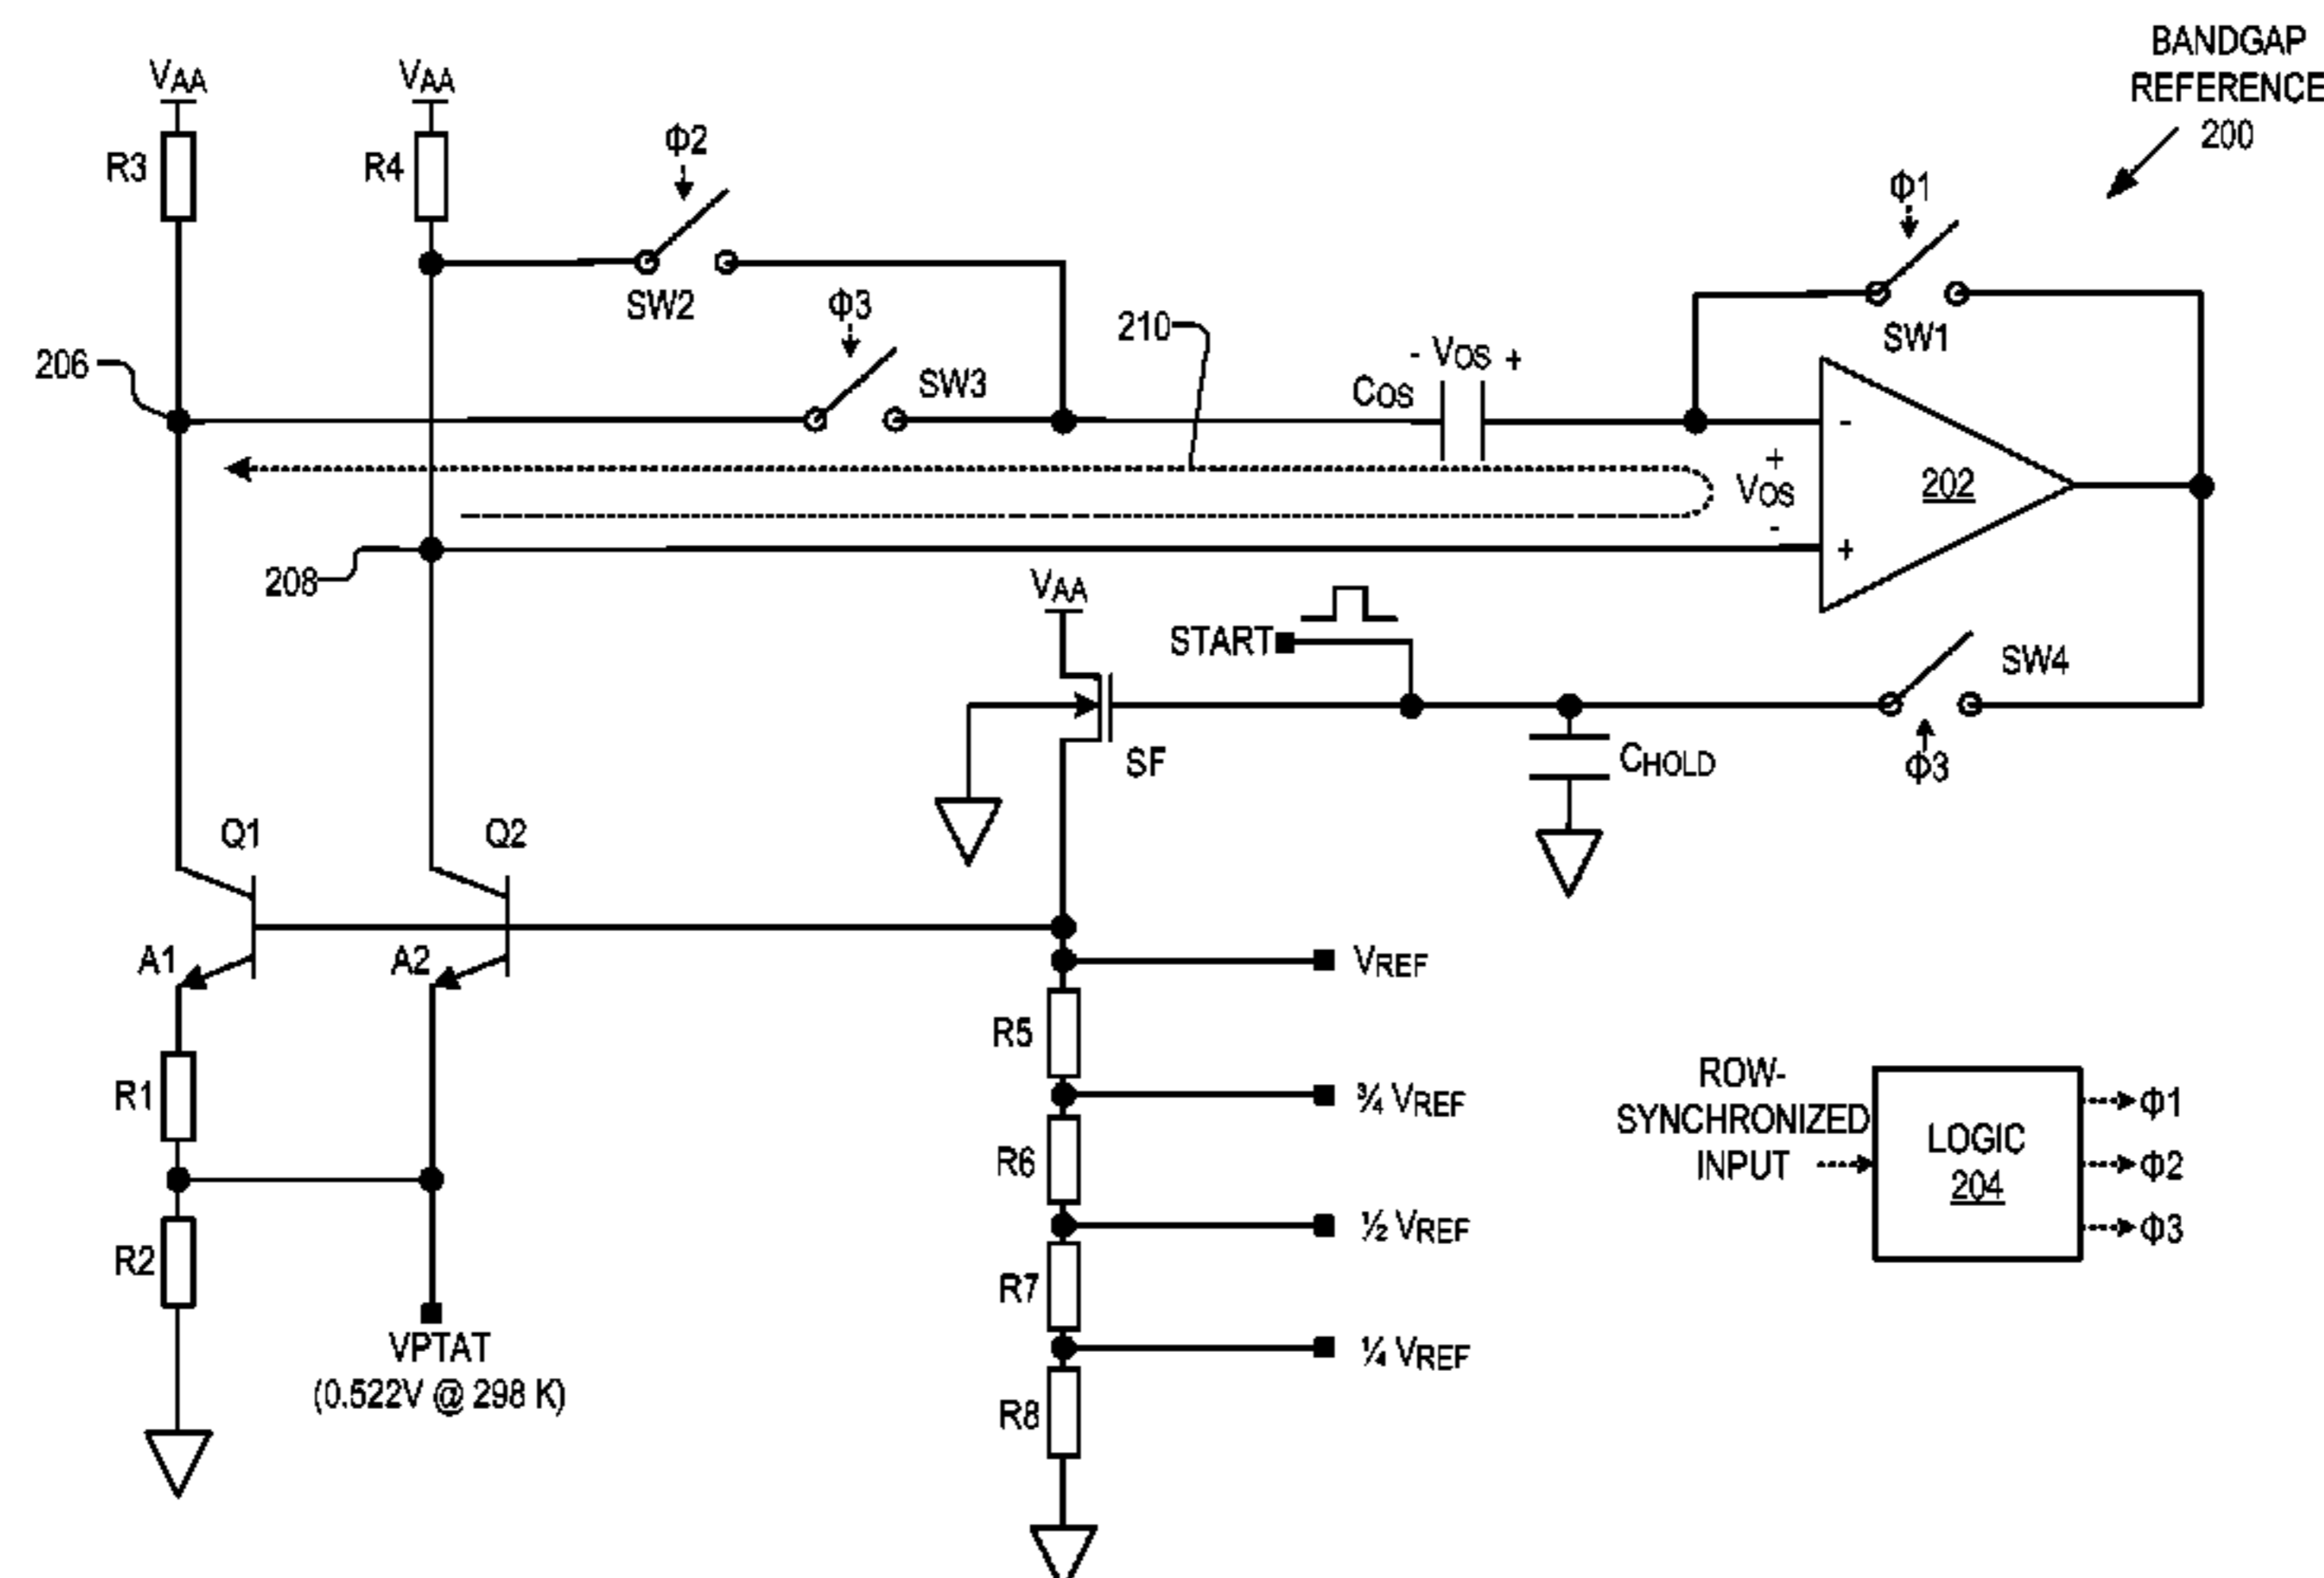 BANDGAP
REFERENCE
200
VAA
VAA
R3
R4
Φ2
SW2
Φ3
SW3
210
Φ1
SW1
206
- VOS +
COS
-
+
VOS
-
+
202
208
VAA
START
SW4
SF
CHOLD
Φ3
Q1
Q2
A1
A2
VREF
R5
R1
¾ VREF
R6
½ VREF
R2
R7
¼ VREF
R8
VPTAT
(0.522V @ 298 K)
ROW-
SYNCHRONIZED
INPUT
LOGIC
204
Φ1
Φ2
Φ3